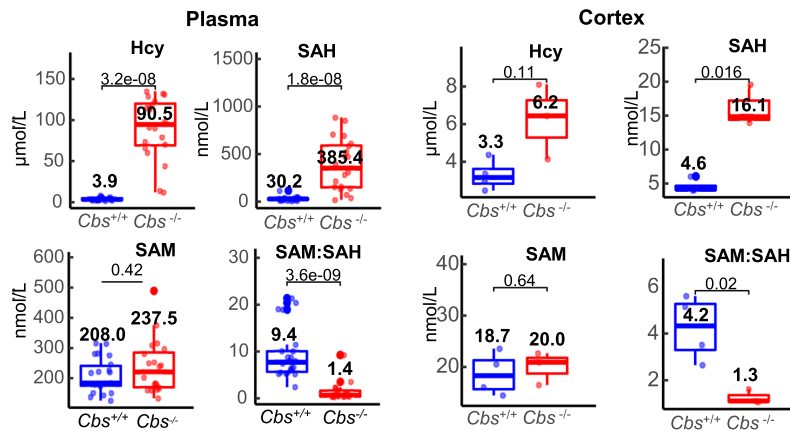 Plasma
Cortex
Hcy
SAH
Hcy
SAH
μmol/L
150
100
50
0
3.2e-08
3.9
90.5
Cbs+/+ Cbs -/-
nmol/L
1500
1000
500
0
1.8e-08
30.2
385.4
Cbs+/+ Cbs -/-
μmol/L
8
6
4
0.11
3.3
6.2
Cbs+/+ Cbs -/-
nmol/L
25
20
15
10
5
0.016
4.6
16.1
Cbs+/+ Cbs -/-
SAM
SAM:SAH
SAM
SAM:SAH
nmol/L
600
500
400
300
200
0.42
208.0
237.5
Cbs+/+ Cbs-/-
30
20
10
0
3.6e-09
9.4
1.4
Cbs+/+ Cbs-/-
nmol/L
40
30
20
0.64
18.7
20.0
Cbs+/+ Cbs -/-
6
4
2
0.02
4.2
1.3
Cbs+/+ Cbs -/-